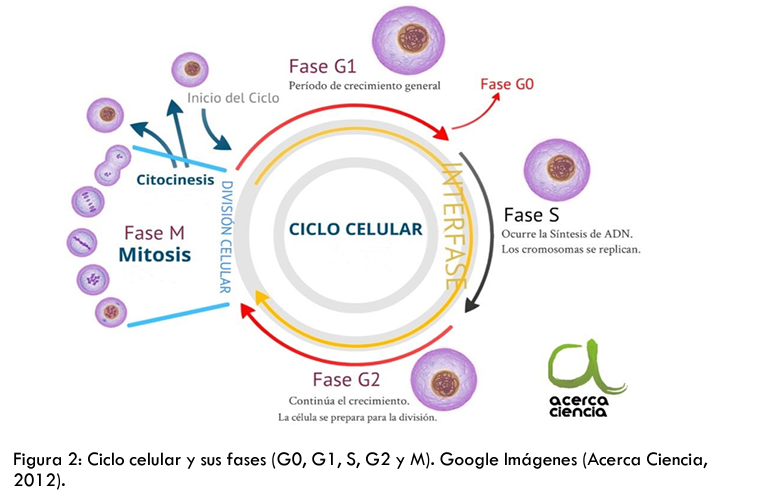 Fase G1
Período de crecimiento general
Fase G0
Inicio del Ciclo
Citocinesis
DIVISIÓN CELULAR
Fase M
Mitosis
CICLO CELULAR
INTERFASE
Fase S
Ocurre la Síntesis de ADN.
Los cromosomas se replican.
Fase G2
Continúa el crecimiento.
La célula se prepara para la división.
acerca
ciencia
Figura 2: Ciclo celular y sus fases (G0, G1, S, G2 y M). Google Imágenes (Acerca Ciencia,
2012).